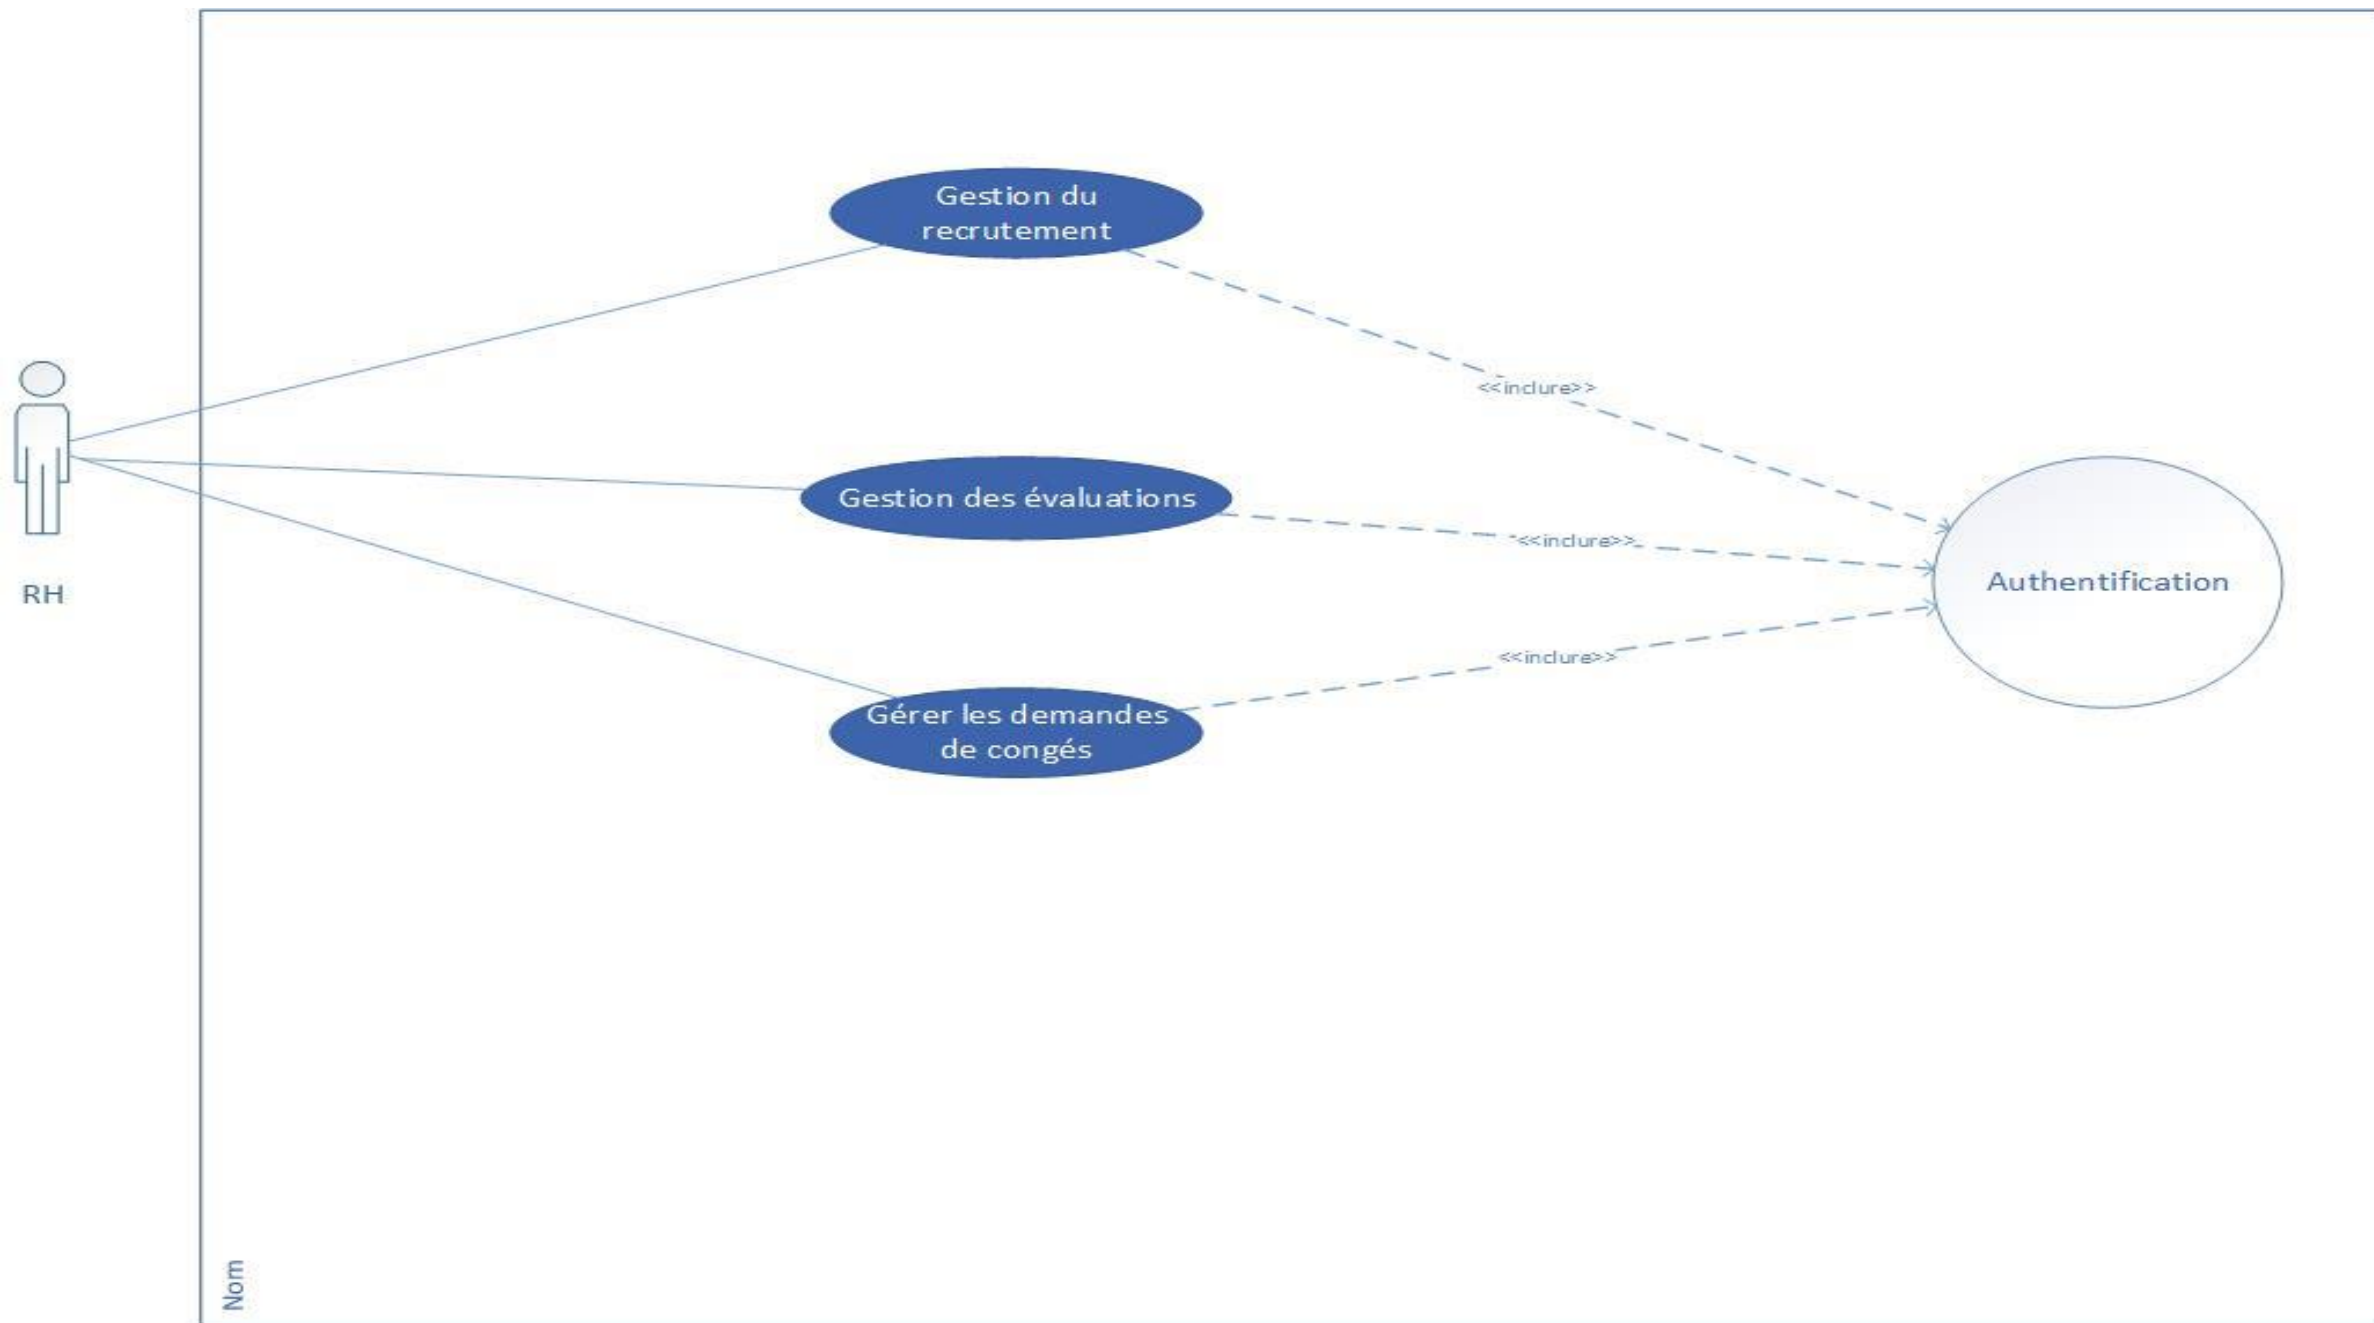 Gestion du
recrutement
<<inclure>>
Gestion des évaluations
<<inclure>>
Authentification
RH
<<inclure>>
Gérer les demandes
de congés
Nom